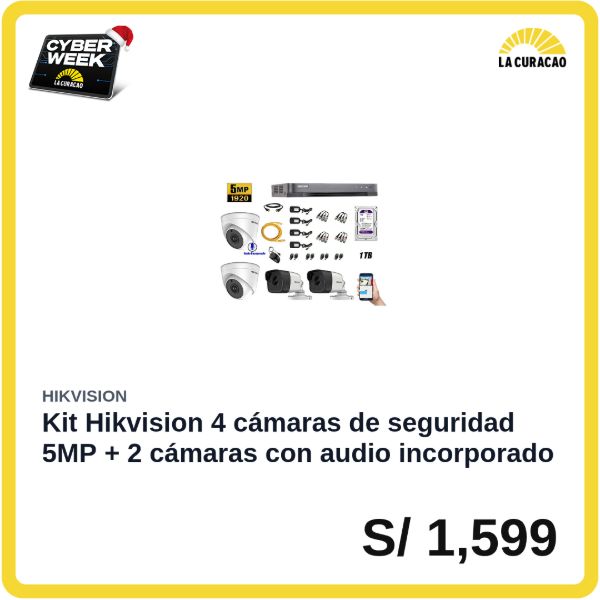 CYBER
WEEK
LA CURACAO
LA CURACAO
5MP
1920
1 TB
HIKVISION
Kit Hikvision 4 cámaras de seguridad
5MP + 2 cámaras con audio incorporado
S/ 1,599